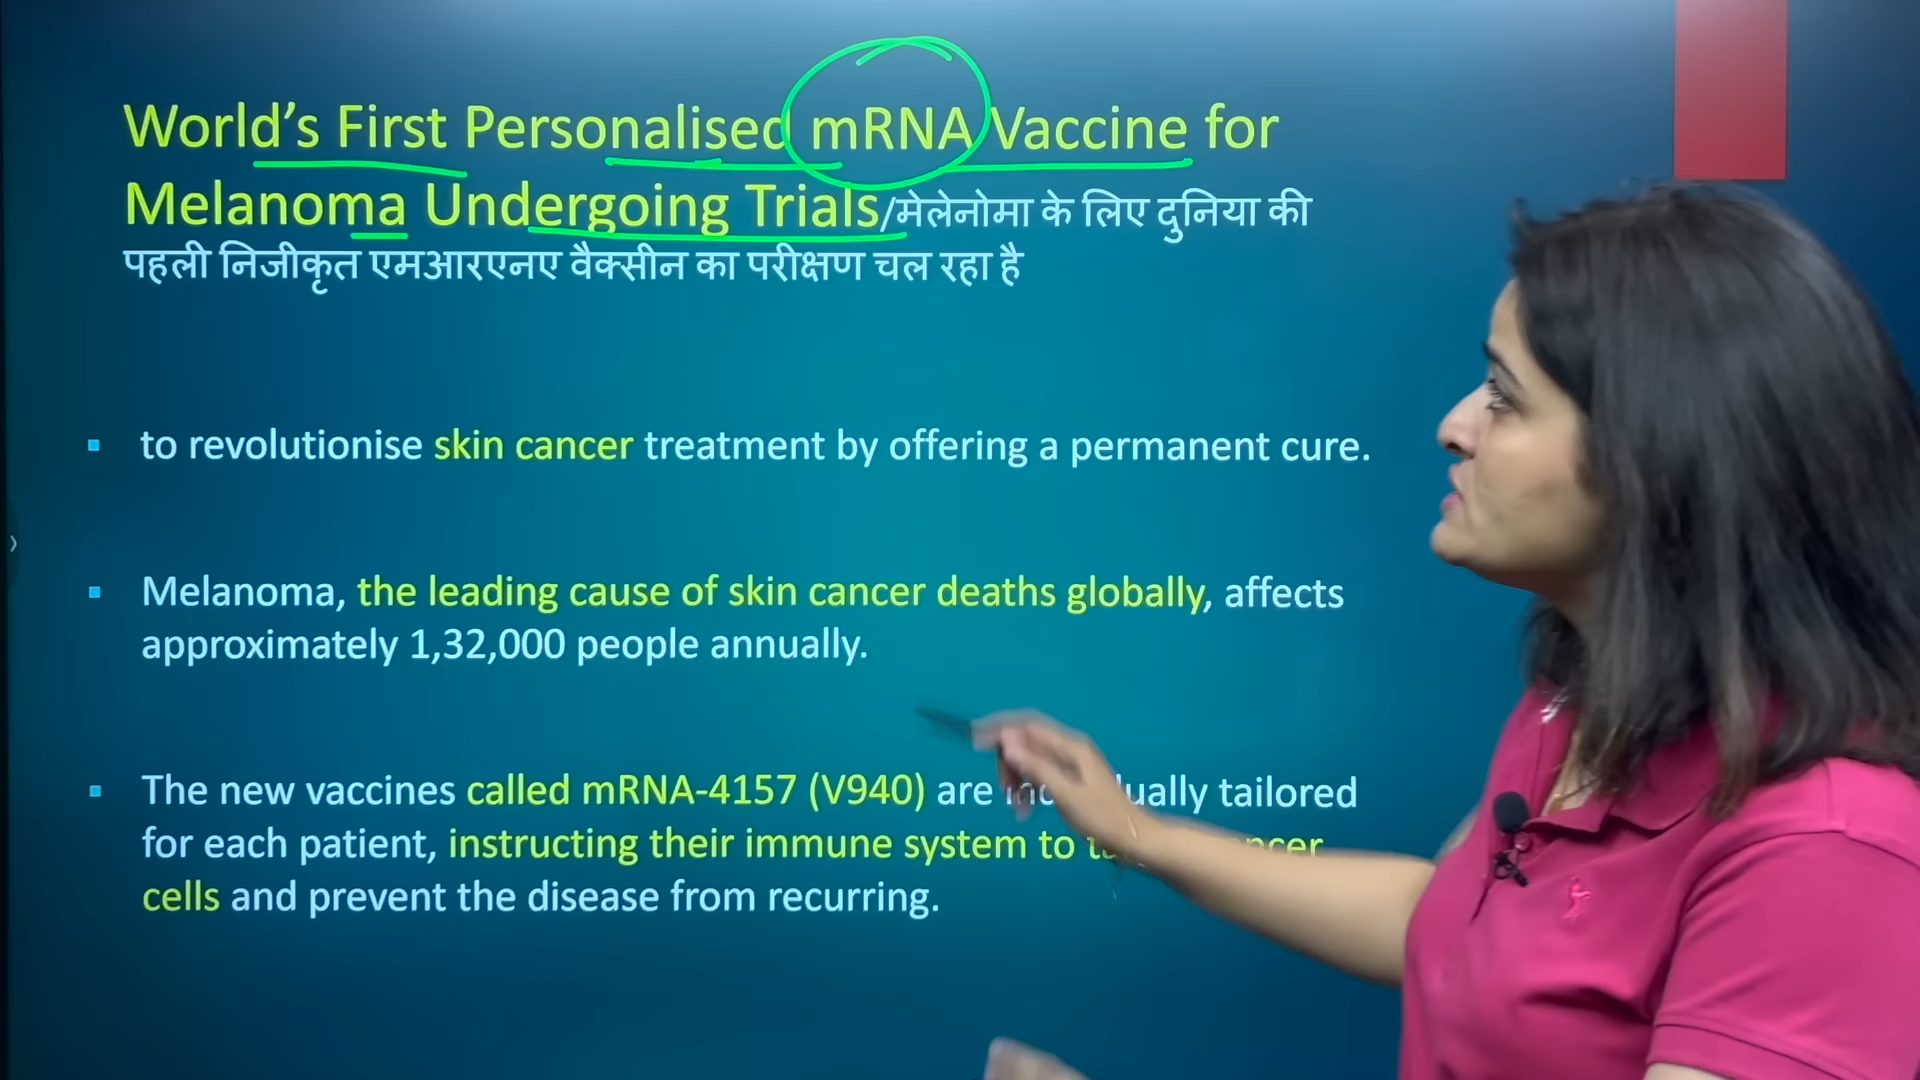 World’s First Personalised mRNA Vaccine for
Melanoma Undergoing Trials/मेलेनोमा के लिए दुनिया की
पहली निजीकृत एमआरएनए वैक्सीन का परीक्षण चल रहा है
to revolutionise skin cancer treatment by offering a permanent cure.
Melanoma, the leading cause of skin cancer deaths globally, affects
approximately 1,32,000 people annually.
The new vaccines called mRNA-4157 (V940) are tailored
for each patient, instructing their immune system to
cells and prevent the disease from recurring.